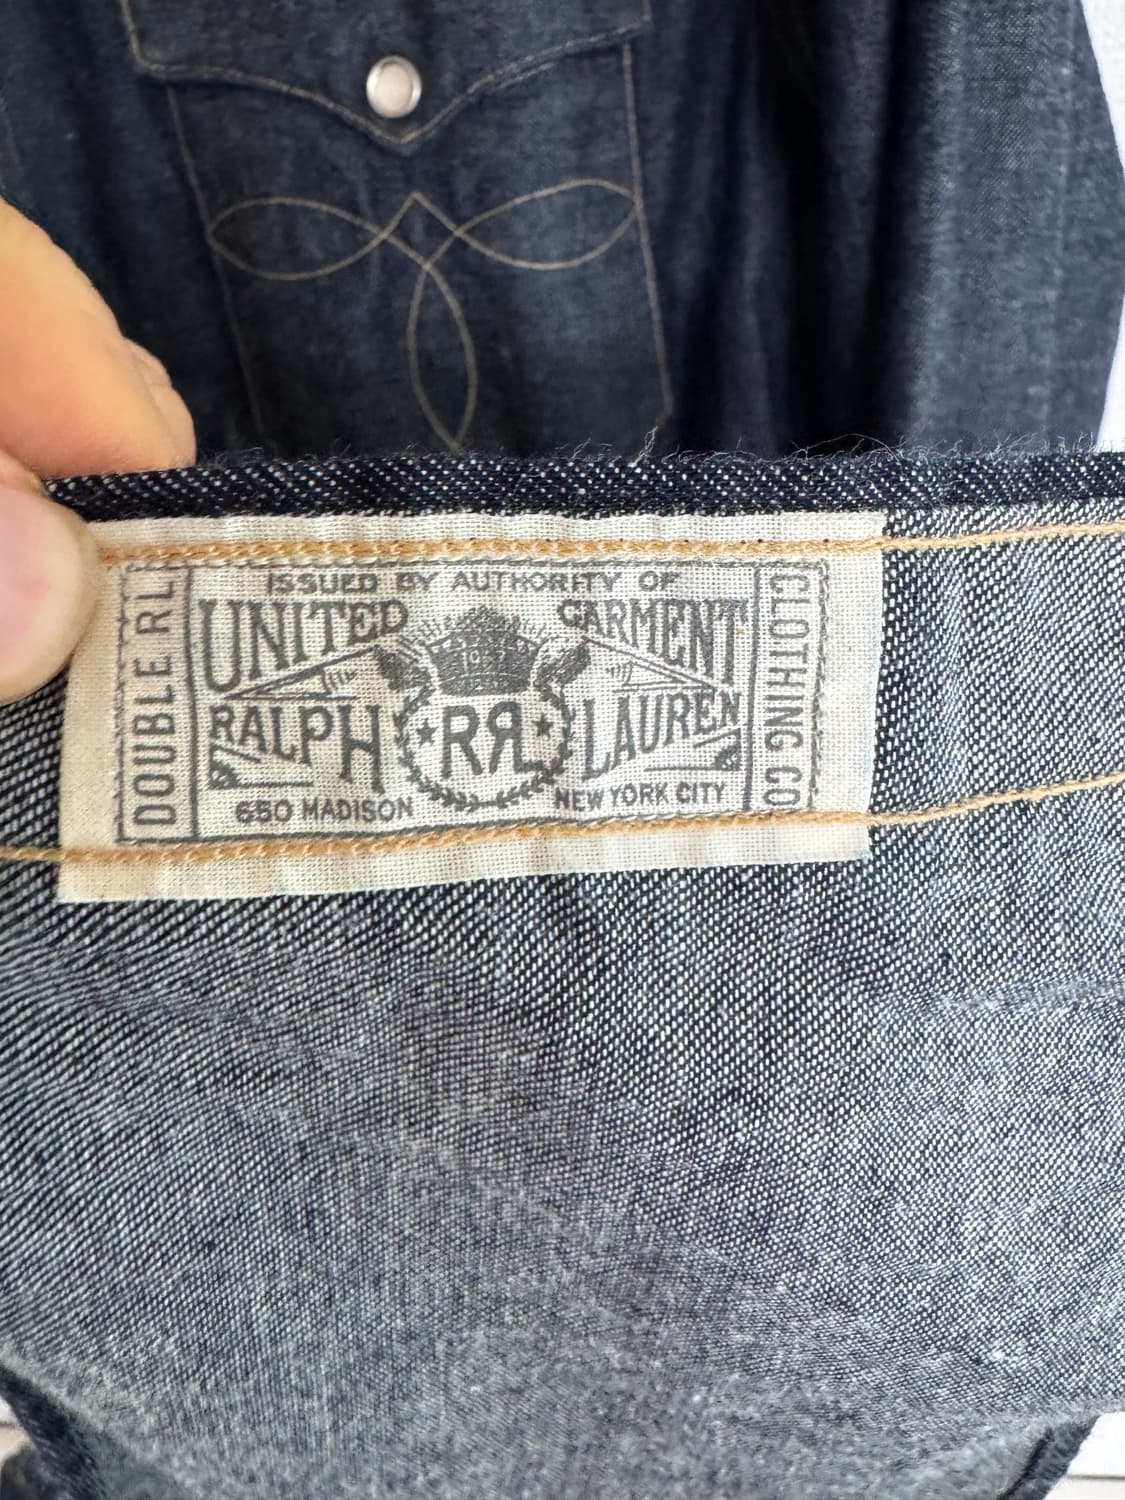 ISSUED BY AUTHORITY OF
UNITED GARMENT
RALPH LAUREN
RRL
650 MADISON NEW YORK CITY
DOUBLE RL
CLOTHING CO